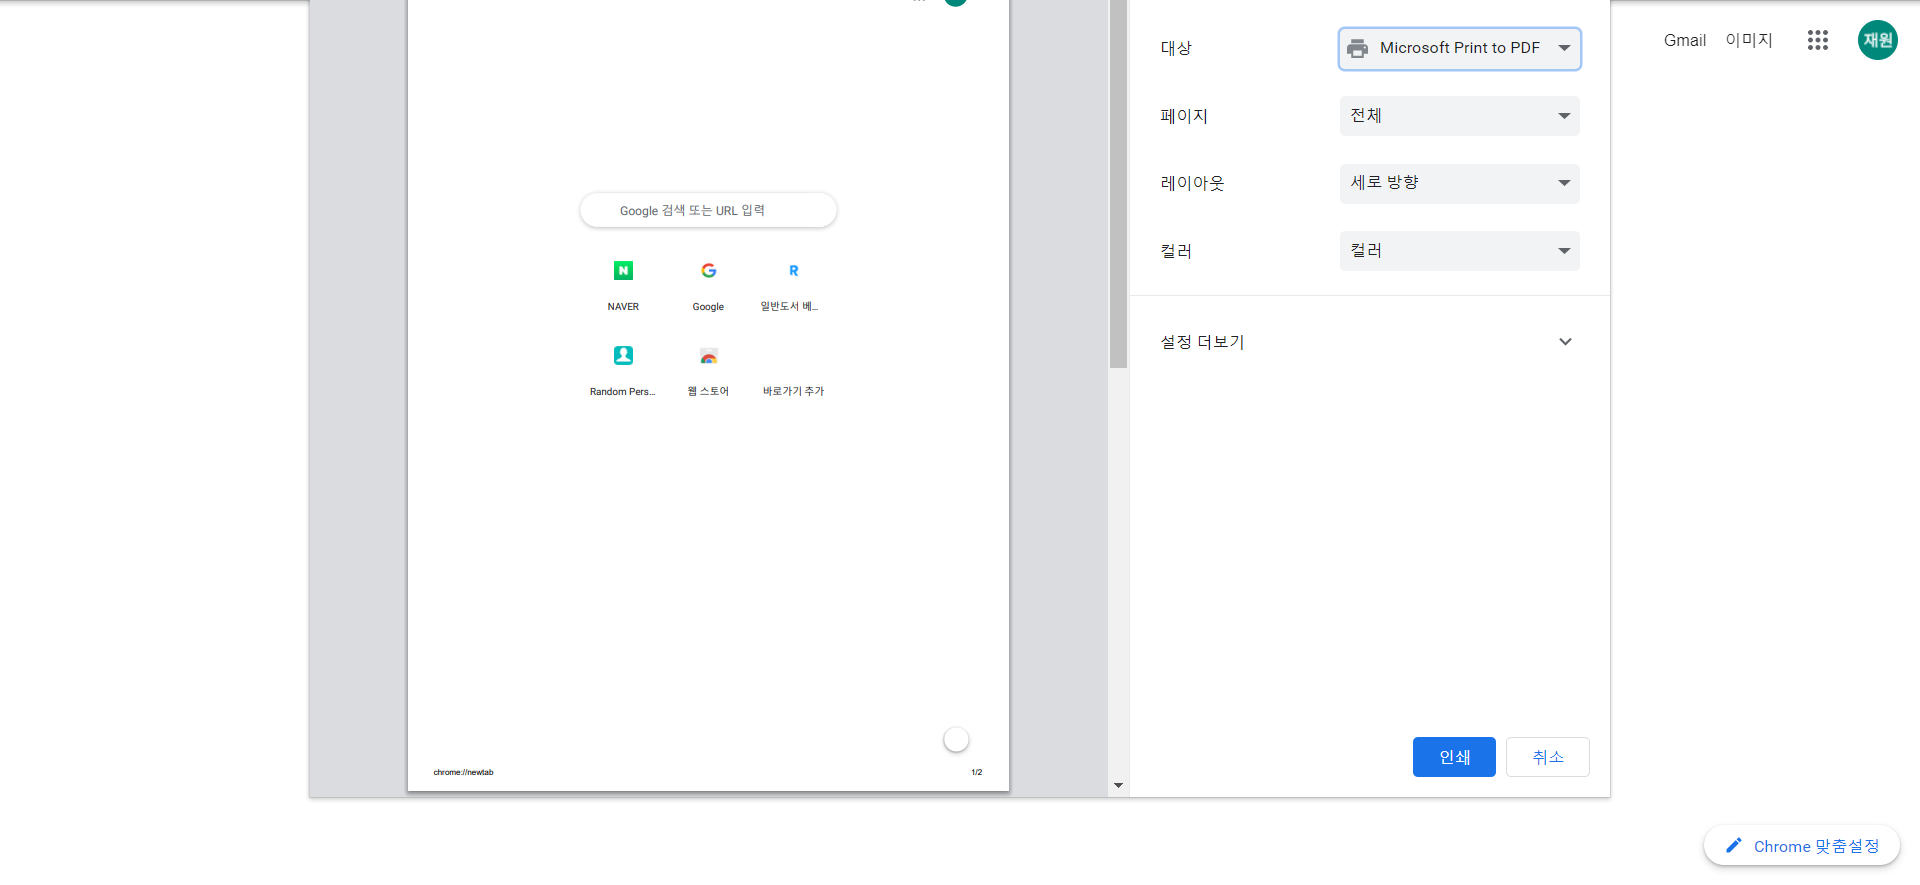 Gmail
이미지
재원
대상
Microsoft Print to PDF
페이지
전체
레이아웃
세로 방향
컬러
컬러
설정 더보기
인쇄
취소
Google 검색 또는 URL 입력
N
NAVER
G
Google
R
일반도서 베...
Random Pers...
웹 스토어
바로가기 추가
chrome://newtab
1/2
Chrome 맞춤설정